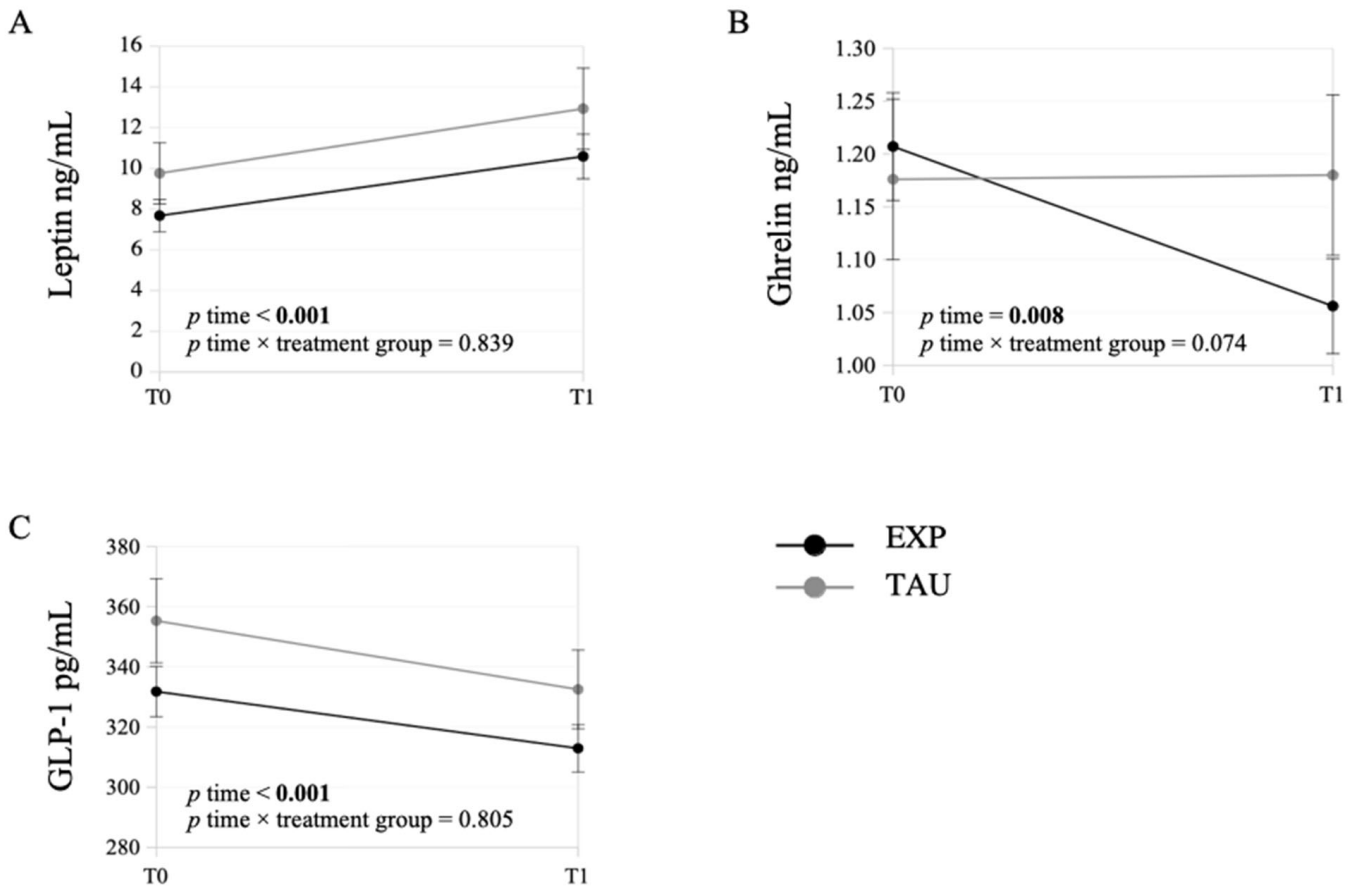 A
Leptin ng/mL
16
14
12
10
8
6
4
2
0
p time < 0.001
p time × treatment group = 0.839
T0
T1
B
Ghrelin ng/mL
1.30
1.25
1.20
1.15
1.10
1.05
1.00
p time = 0.008
p time × treatment group = 0.074
T0
T1
C
GLP-1 pg/mL
380
360
340
320
300
280
p time < 0.001
p time × treatment group = 0.805
T0
T1
EXP
TAU